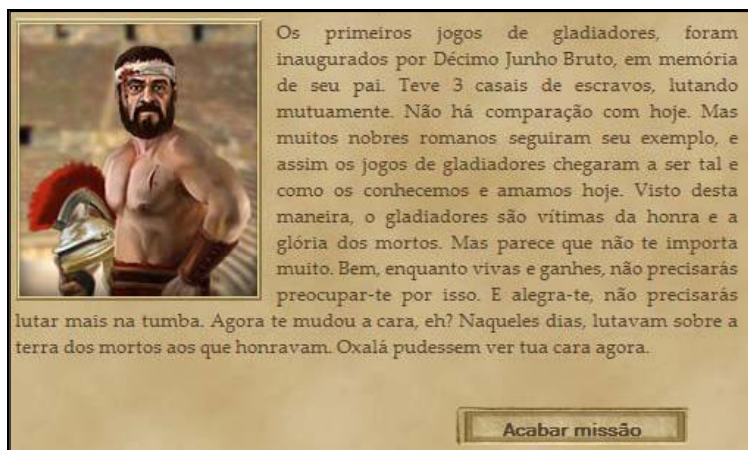 Os primeiros jogos de gladiadores, foram
inaugurados por Décimo Junho Bruto, em memória
de seu pai. Teve 3 casais de escravos, lutando
mutuamente. Não há comparação com hoje. Mas
muitos nobres romanos seguiram seu exemplo, e
assim os jogos de gladiadores chegaram a ser tal e
como os conhecemos e amamos hoje. Visto desta
maneira, o gladiadores são vítimas da honra e a
glória dos mortos. Mas parece que não te importa
muito. Bem, enquanto vivas e ganhes, não precisarás
preocupar-te por isso. E alegra-te, não precisarás
lutar mais na tumba. Agora te mudou a cara, eh? Naqueles dias, lutavam sobre a
terra dos mortos aos que honravam. Oxalá pudessem ver tua cara agora.
Acabar missão